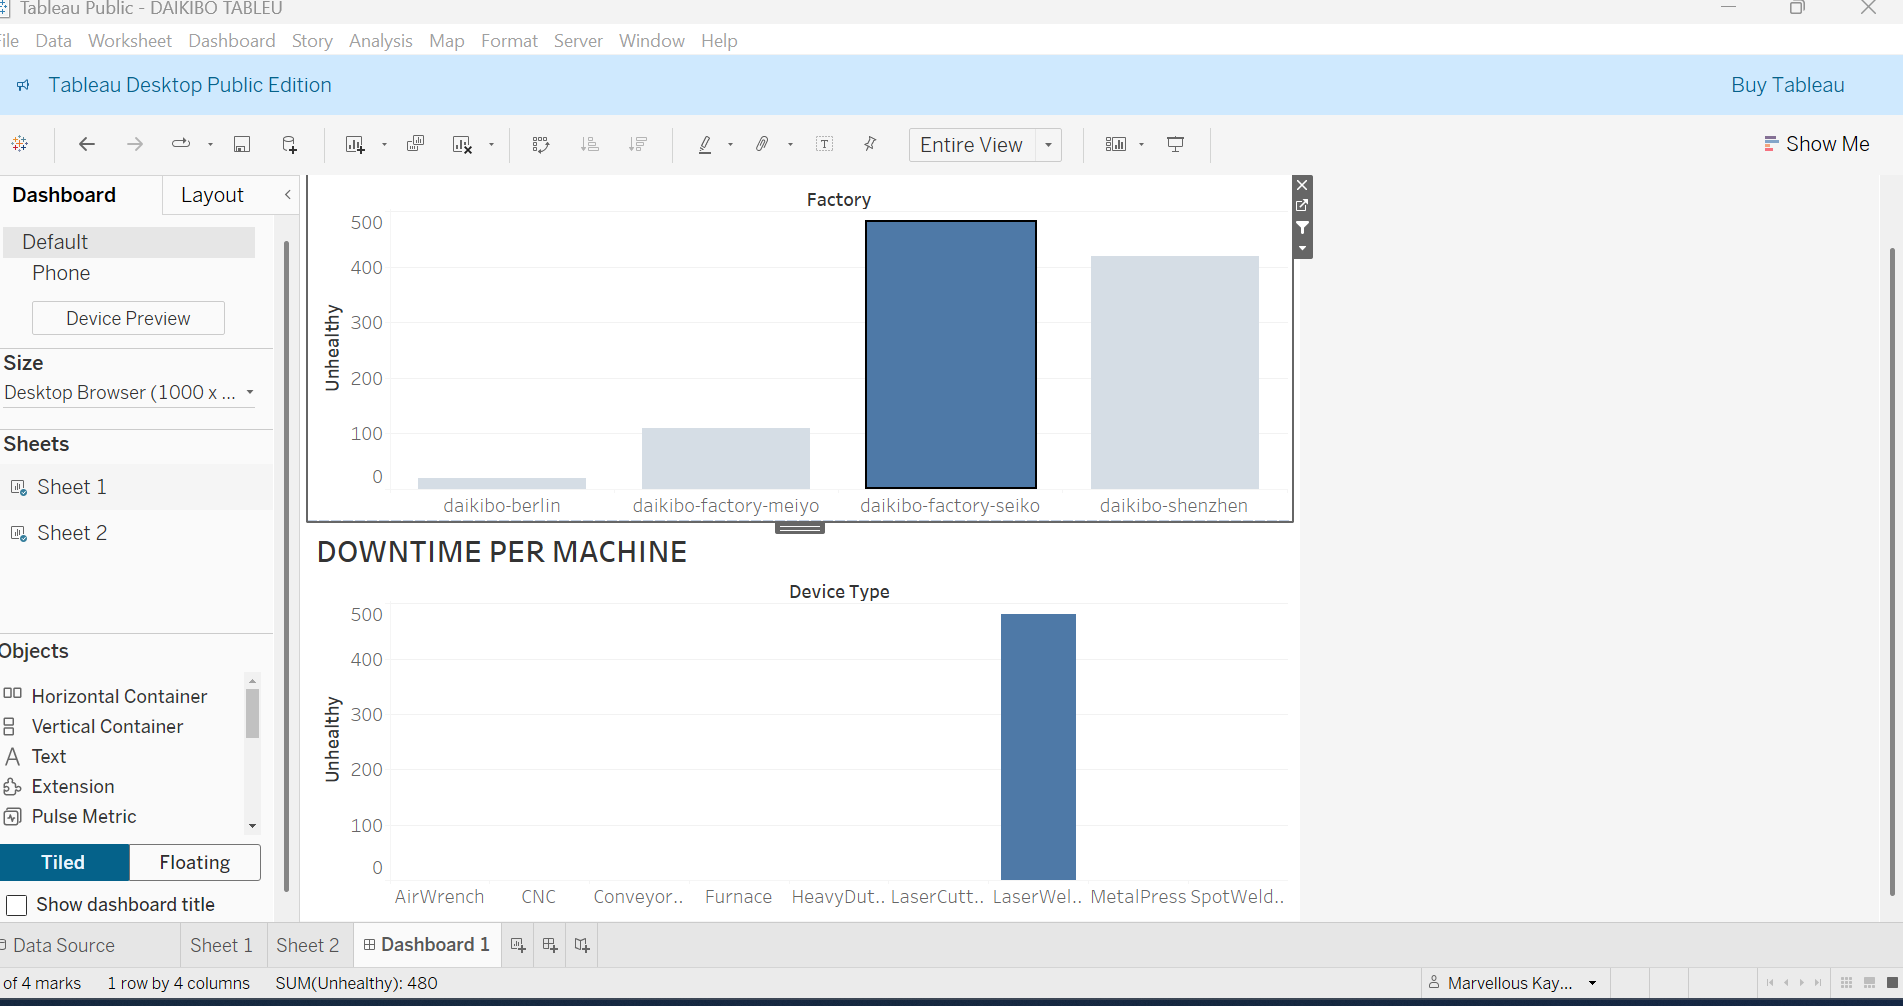 Tableau Public - DAIKIBO TABLEU
ile Data Worksheet Dashboard Story Analysis Map Format Server Window Help
Tableau Desktop Public Edition
Buy Tableau
Entire View
Show Me
Dashboard
Layout
Default
Phone
Device Preview
Size
Desktop Browser (1000 x ...
Sheets
Sheet 1
Sheet 2
Objects
Horizontal Container
Vertical Container
Text
Extension
Pulse Metric
Tiled
Floating
Show dashboard title
Factory
Unhealthy
500
400
300
200
100
0
daikibo-berlin
daikibo-factory-meiyo
daikibo-factory-seiko
daikibo-shenzhen
DOWNTIME PER MACHINE
Device Type
Unhealthy
500
400
300
200
100
0
AirWrench
CNC
Conveyor..
Furnace
HeavyDut..
LaserCutt..
LaserWel..
MetalPress
SpotWeld..
Data Source
Sheet 1
Sheet 2
Dashboard 1
of 4 marks
1 row by 4 columns
SUM(Unhealthy): 480
Marvellous Kay...